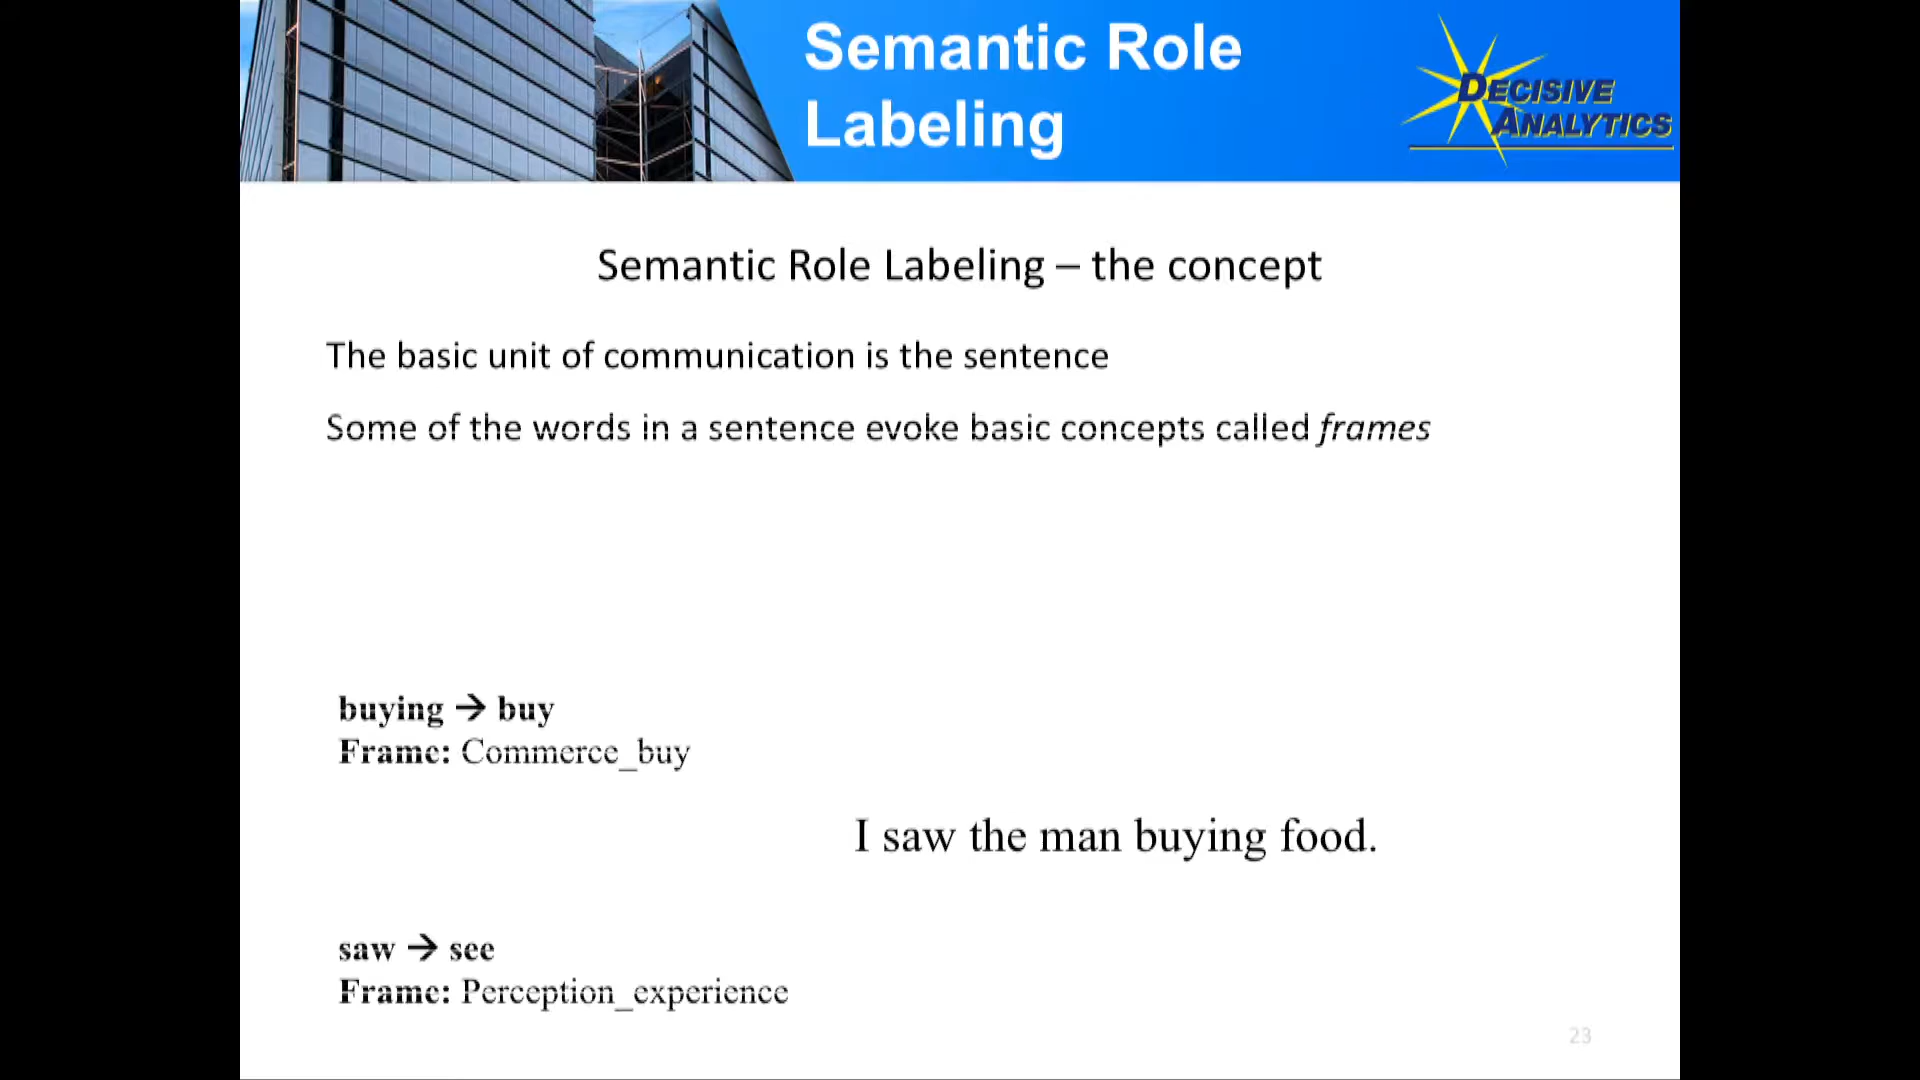 Semantic Role
Labeling
DECISIVE
ANALYTICS
Semantic Role Labeling – the concept
The basic unit of communication is the sentence
Some of the words in a sentence evoke basic concepts called frames
buying → buy
Frame: Commerce_buy
I saw the man buying food.
saw → see
Frame: Perception_experience
23